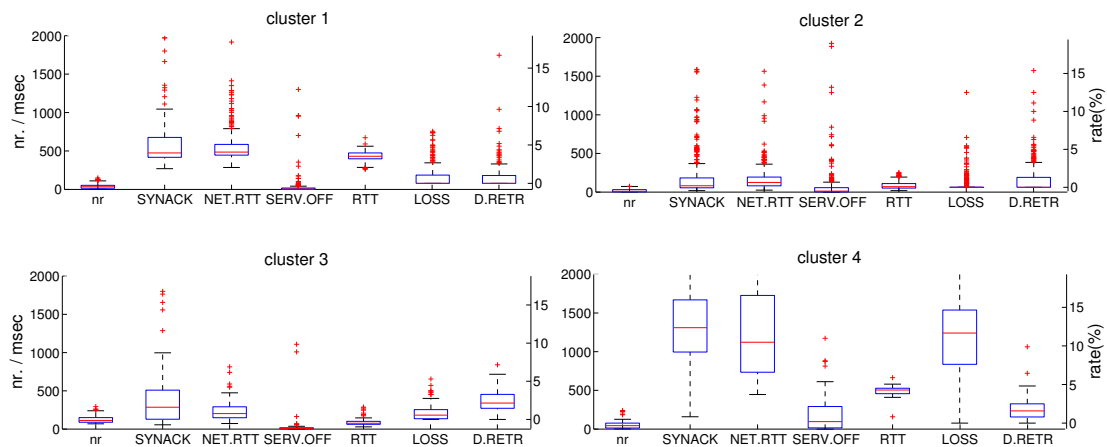 cluster 1
cluster 2
2000
1500
1000
500
0
nr. / msec
nr
SYNACK
NET.RTT
SERV.OFF
RTT
LOSS
D.RETR
15
10
5
0
2000
1500
1000
500
0
nr
SYNACK
NET.RTT
SERV.OFF
RTT
LOSS
D.RETR
15
10
5
0
rate(%)
cluster 3
cluster 4
2000
1500
1000
500
0
nr. / msec
nr
SYNACK
NET.RTT
SERV.OFF
RTT
LOSS
D.RETR
15
10
5
0
2000
1500
1000
500
0
nr
SYNACK
NET.RTT
SERV.OFF
RTT
LOSS
D.RETR
15
10
5
0
rate(%)